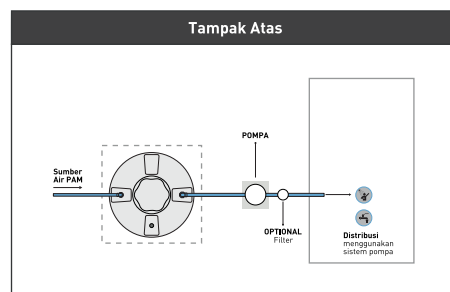 Tampak Atas
POMPA
Sumber
Air PAM
OPTIONAL
Filter
Distribusi
menggunakan
sistem pompa